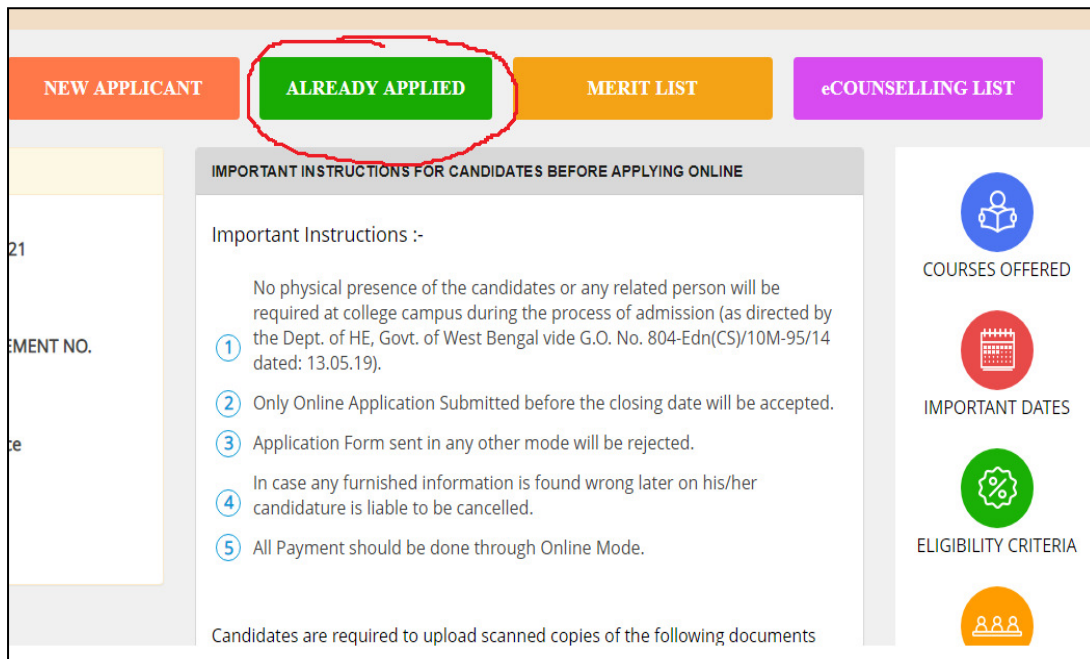 NEW APPLICANT
ALREADY APPLIED
MERIT LIST
eCOUNSELLING LIST
21
EMENT NO.
IMPORTANT INSTRUCTIONS FOR CANDIDATES BEFORE APPLYING ONLINE
Important Instructions :-
No physical presence of the candidates or any related person will be
required at college campus during the process of admission (as directed by
1 the Dept. of HE, Govt. of West Bengal vide G.O. No. 804-Edn(CS)/10M-95/14
dated: 13.05.19).
2 Only Online Application Submitted before the closing date will be accepted.
3 Application Form sent in any other mode will be rejected.
In case any furnished information is found wrong later on his/her
4 candidature is liable to be cancelled.
5 All Payment should be done through Online Mode.
Candidates are required to upload scanned copies of the following documents
COURSES OFFERED
IMPORTANT DATES
ELIGIBILITY CRITERIA